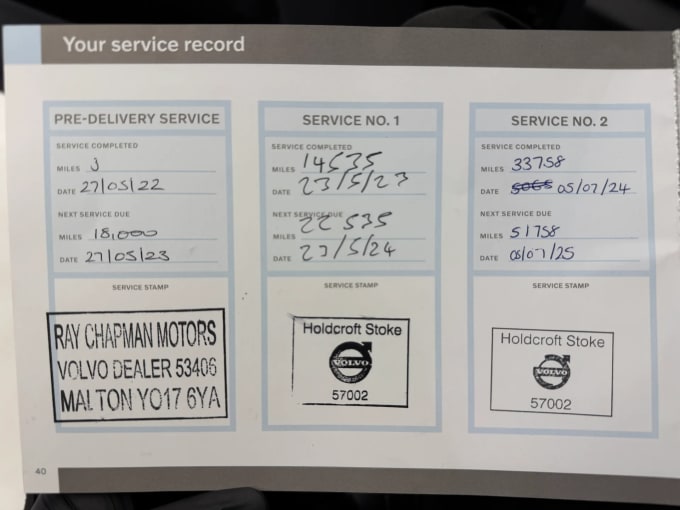 Your service record
PRE-DELIVERY SERVICE
SERVICE COMPLETED
MILES 3
DATE 27/05/22
NEXT SERVICE DUE
MILES 18,000
DATE 27/05/23
SERVICE STAMP
RAY CHAPMAN MOTORS
VOLVO DEALER 53406
MALTON YO17 6YA
SERVICE NO. 1
SERVICE COMPLETED
MILES 14535
DATE 23/5/23
NEXT SERVICE DUE
MILES 22535
DATE 23/5/24
SERVICE STAMP
Holdcroft Stoke
VOLVO
57002
SERVICE NO. 2
SERVICE COMPLETED
MILES 33758
DATE 05/07/24
NEXT SERVICE DUE
MILES 51758
DATE 05/07/25
SERVICE STAMP
Holdcroft Stoke
VOLVO
57002
40